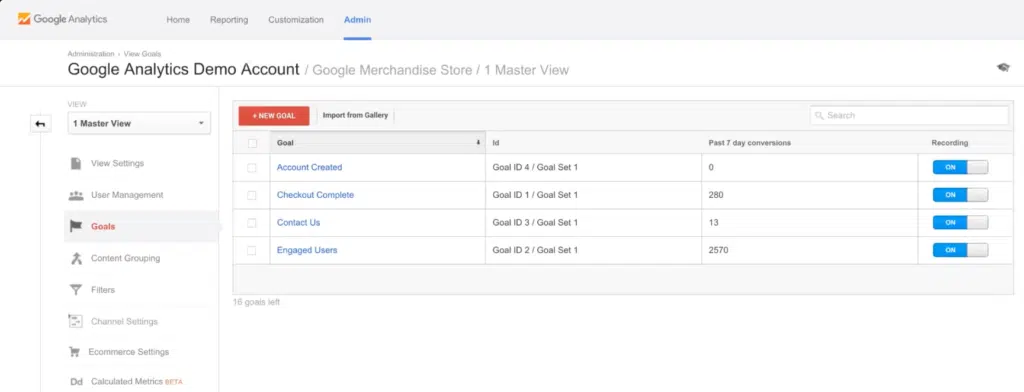 Google Analytics
Home Reporting Customization Admin
Administration › View Goals
Google Analytics Demo Account / Google Merchandise Store / 1 Master View
VIEW
1 Master View
View Settings
User Management
Goals
Content Grouping
Filters
Channel Settings
Ecommerce Settings
Dd Calculated Metrics BETA
+ NEW GOAL Import from Gallery Search
Goal Id Past 7 day conversions Recording
Account Created Goal ID 4 / Goal Set 1 0 ON
Checkout Complete Goal ID 1 / Goal Set 1 280 ON
Contact Us Goal ID 3 / Goal Set 1 13 ON
Engaged Users Goal ID 2 / Goal Set 1 2570 ON
16 goals left